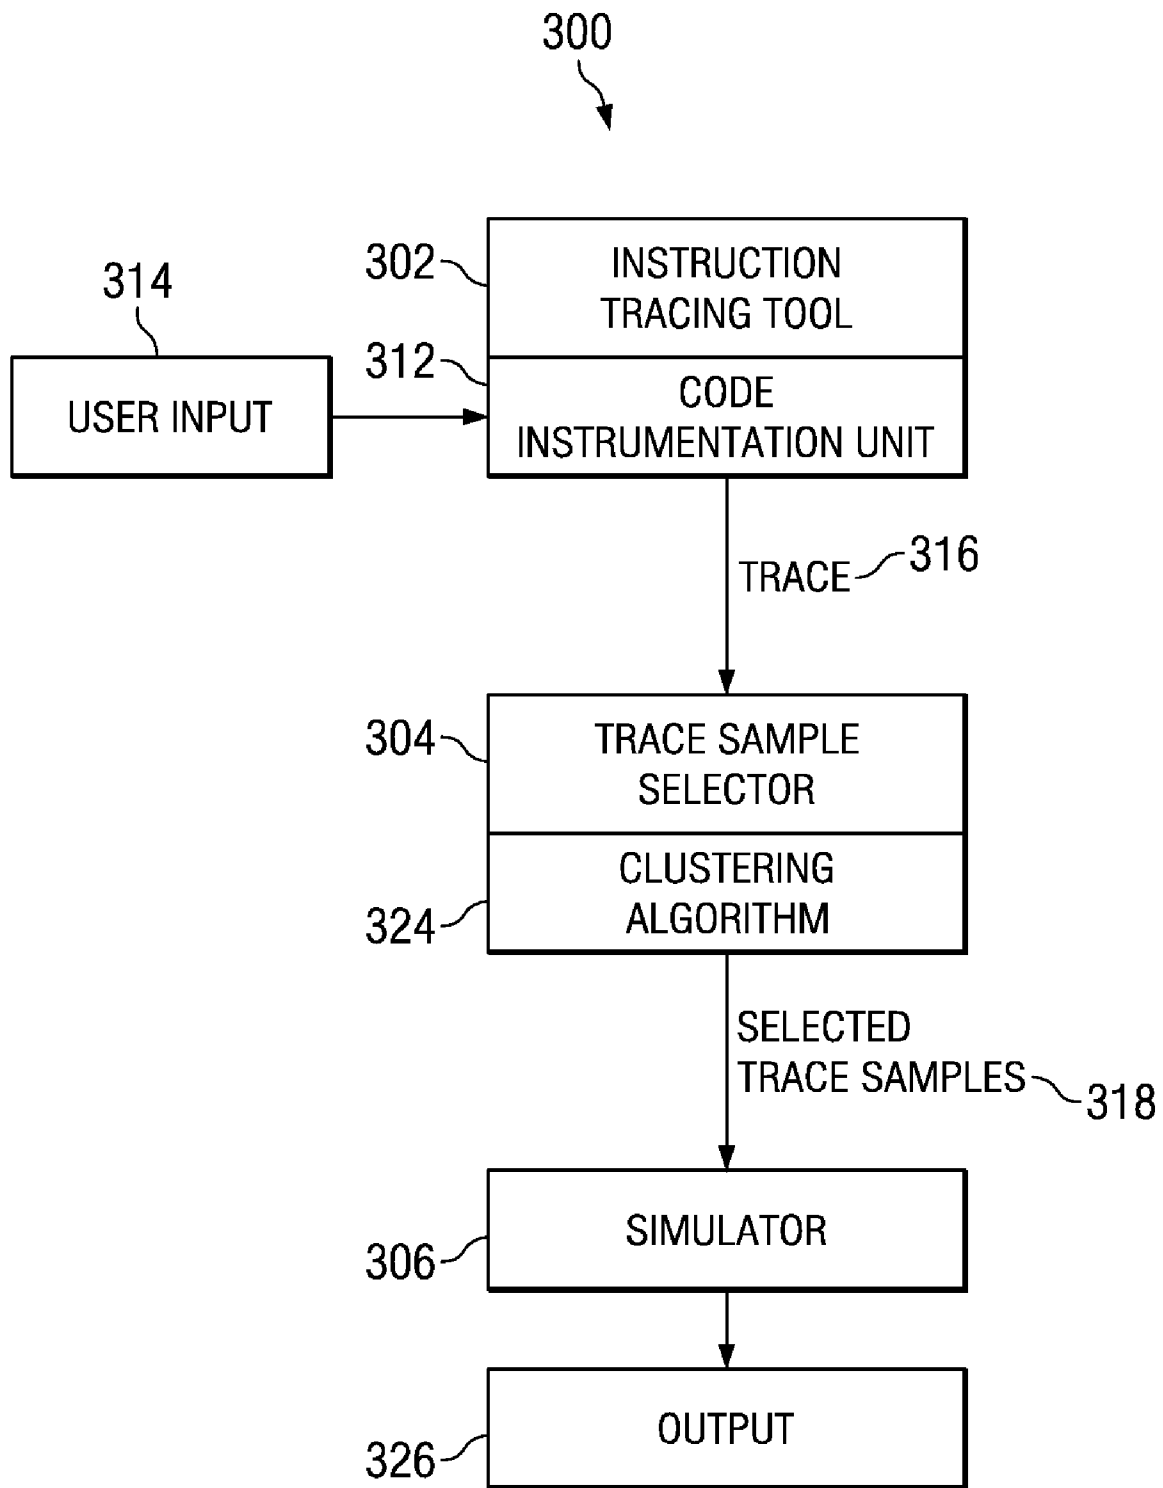 300
302
INSTRUCTION
TRACING TOOL
314
312
USER INPUT
CODE
INSTRUMENTATION UNIT
TRACE
316
304
TRACE SAMPLE
SELECTOR
324
CLUSTERING
ALGORITHM
SELECTED
TRACE SAMPLES
318
306
SIMULATOR
326
OUTPUT